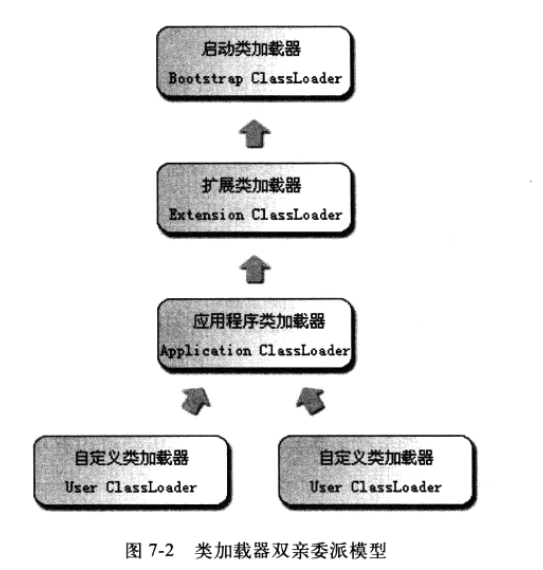 启动类加载器
Bootstrap ClassLoader
扩展类加载器
Extension ClassLoader
应用程序类加载器
Application ClassLoader
自定义类加载器
User ClassLoader
自定义类加载器
User ClassLoader
图 7-2 类加载器双亲委派模型